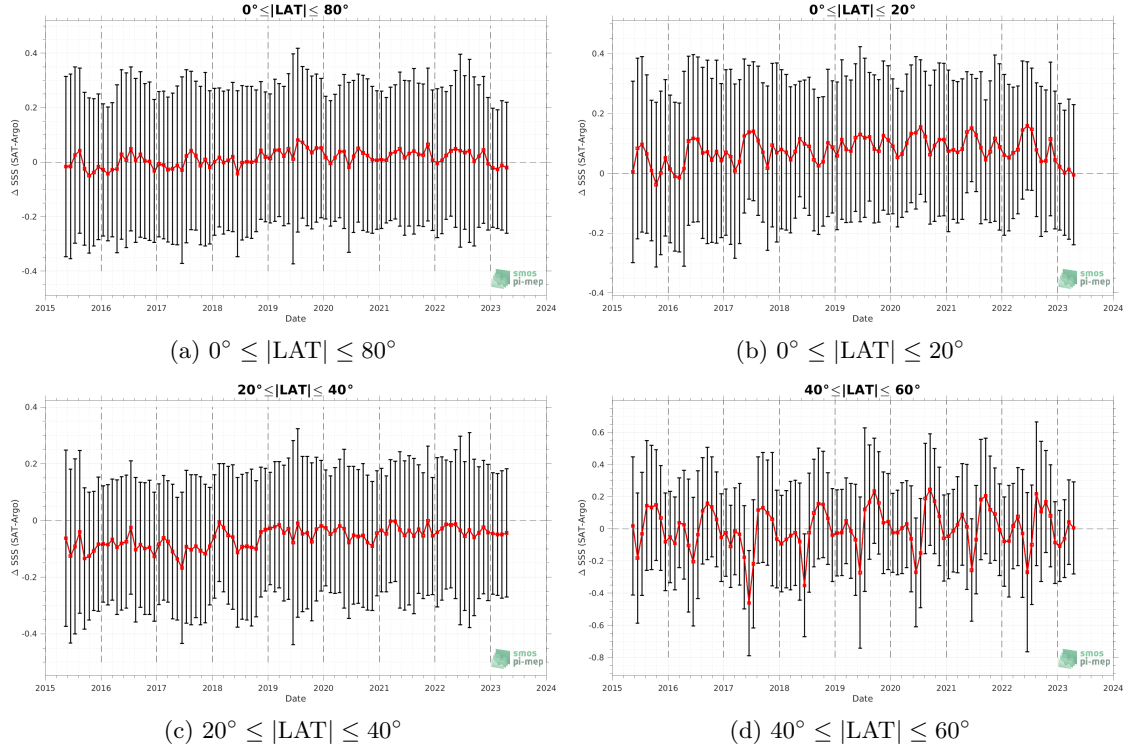 0°≤|LAT|≤ 80°
Δ SSS (SAT-Argo)
0.4
0.2
0
-0.2
-0.4
2015 2016 2017 2018 2019 2020 2021 2022 2023 2024
Date
smos
pi-mep
(a) 0° ≤ |LAT| ≤ 80°
0°≤|LAT|≤ 20°
Δ SSS (SAT-Argo)
0.4
0.2
0
-0.2
-0.4
2015 2016 2017 2018 2019 2020 2021 2022 2023 2024
Date
smos
pi-mep
(b) 0° ≤ |LAT| ≤ 20°
20°≤|LAT|≤ 40°
Δ SSS (SAT-Argo)
0.4
0.2
0
-0.2
-0.4
2015 2016 2017 2018 2019 2020 2021 2022 2023 2024
Date
smos
pi-mep
(c) 20° ≤ |LAT| ≤ 40°
40°≤|LAT|≤ 60°
Δ SSS (SAT-Argo)
0.6
0.4
0.2
0
-0.2
-0.4
-0.6
-0.8
2015 2016 2017 2018 2019 2020 2021 2022 2023 2024
Date
smos
pi-mep
(d) 40° ≤ |LAT| ≤ 60°